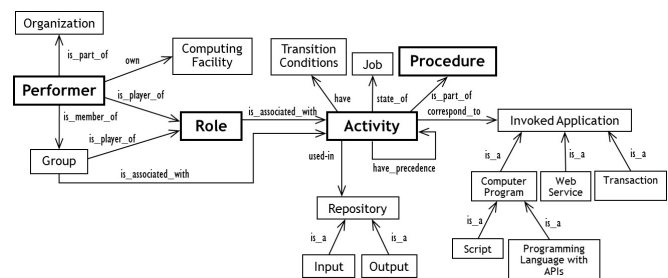 Organization
is_part_of
own
Computing
Facility
Transition
Conditions
Job
Procedure
Performer
is_player_of
have
state_of
is_part_of
is_member_of
Role
is_associated_with
Activity
correspond_to
Invoked Application
is_player_of
Group
is_associated_with
used-in
have_precedence
is_a
is_a
is_a
Computer
Program
Web
Service
Transaction
Repository
is_a
is_a
is_a
is_a
Input
Output
Script
Programming
Language with
APIs